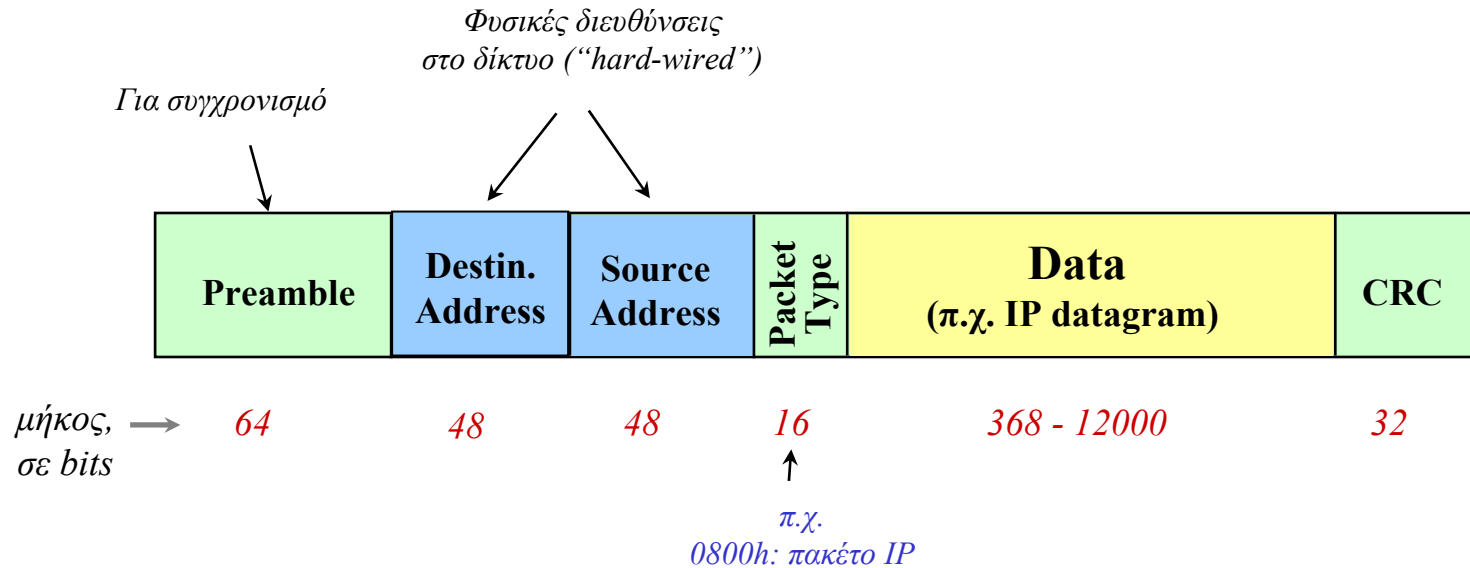 Φυσικές διευθύνσεις
στο δίκτυο (“hard-wired”)
Για συγχρονισμό
Preamble
Destin.
Address
Source
Address
Packet
Type
Data
(π.χ. IP datagram)
CRC
μήκος,
σε bits
64
48
48
16
368 - 12000
32
π.χ.
0800h: πακέτο IP